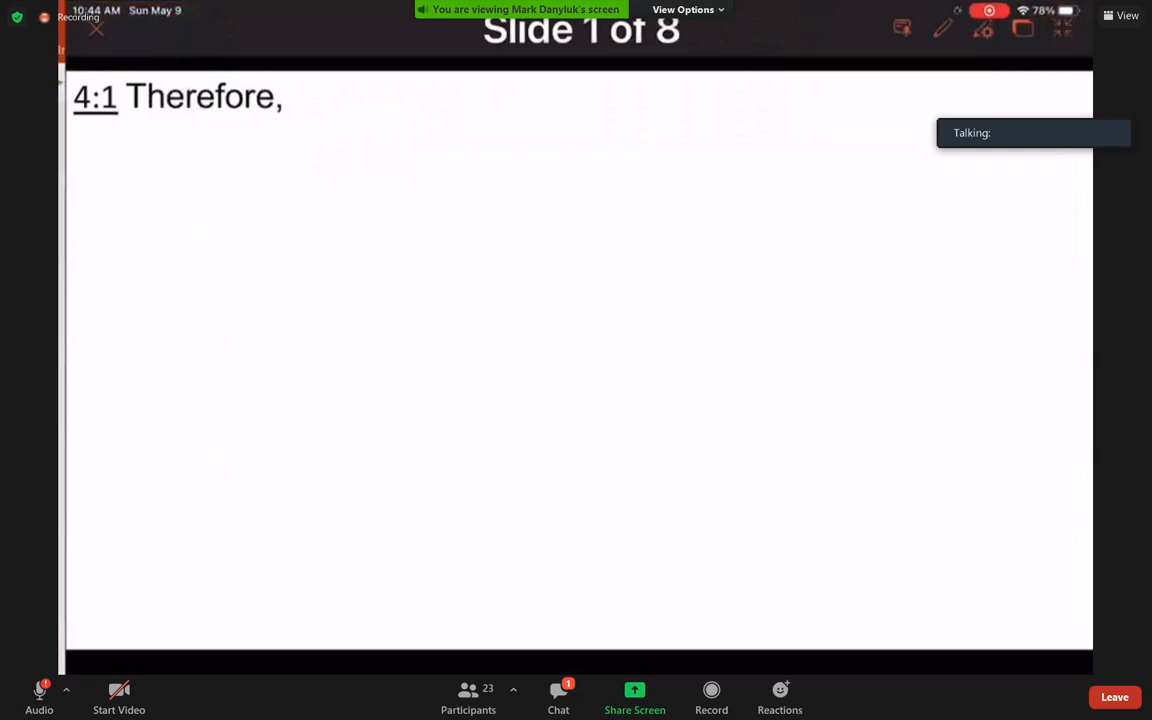 10:44 AM Sun May 9
Recording
You are viewing Mark Danyluk's screen
View Options
78%
View
Slide 1 of 8
4:1 Therefore,
Talking:
23
1
Audio
Start Video
Participants
Chat
Share Screen
Record
Reactions
Leave